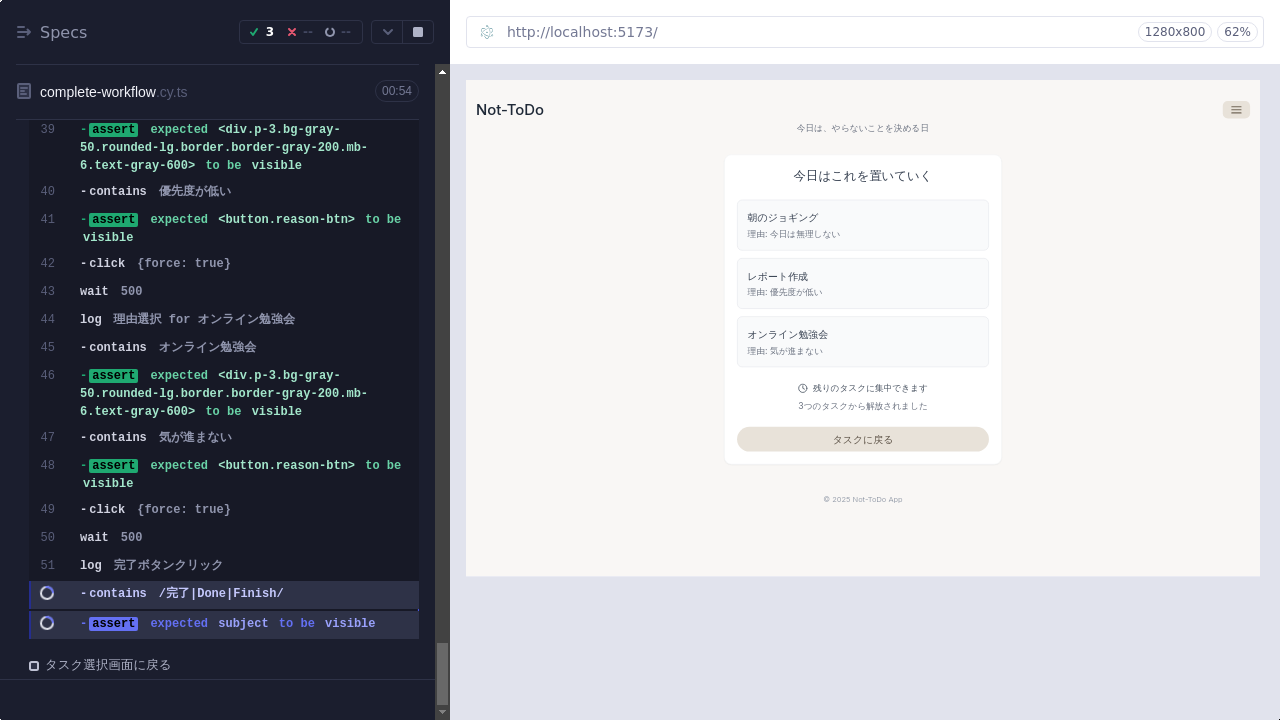 Specs
3
--
--
complete-workflow.cy.ts
00:54
39 -assert expected <div.p-3.bg-gray-
50.rounded-lg.border.border-gray-200.mb-
6.text-gray-600> to be visible
40 -contains 優先度が低い
41 -assert expected <button.reason-btn> to be
visible
42 -click {force: true}
43 wait 500
44 log 理由選択 for オンライン勉強会
45 -contains オンライン勉強会
46 -assert expected <div.p-3.bg-gray-
50.rounded-lg.border.border-gray-200.mb-
6.text-gray-600> to be visible
47 -contains 気が進まない
48 -assert expected <button.reason-btn> to be
visible
49 -click {force: true}
50 wait 500
51 log 完了ボタンクリック
-contains /完了|Done|Finish/
-assert expected subject to be visible
タスク選択画面に戻る
http://localhost:5173/
1280x800
62%
Not-ToDo
今日は、やらないことを決める日
今日はこれを置いていく
朝のジョギング
理由: 今日は無理しない
レポート作成
理由: 優先度が低い
オンライン勉強会
理由: 気が進まない
残りのタスクに集中できます
3つのタスクから解放されました
タスクに戻る
© 2025 Not-ToDo App